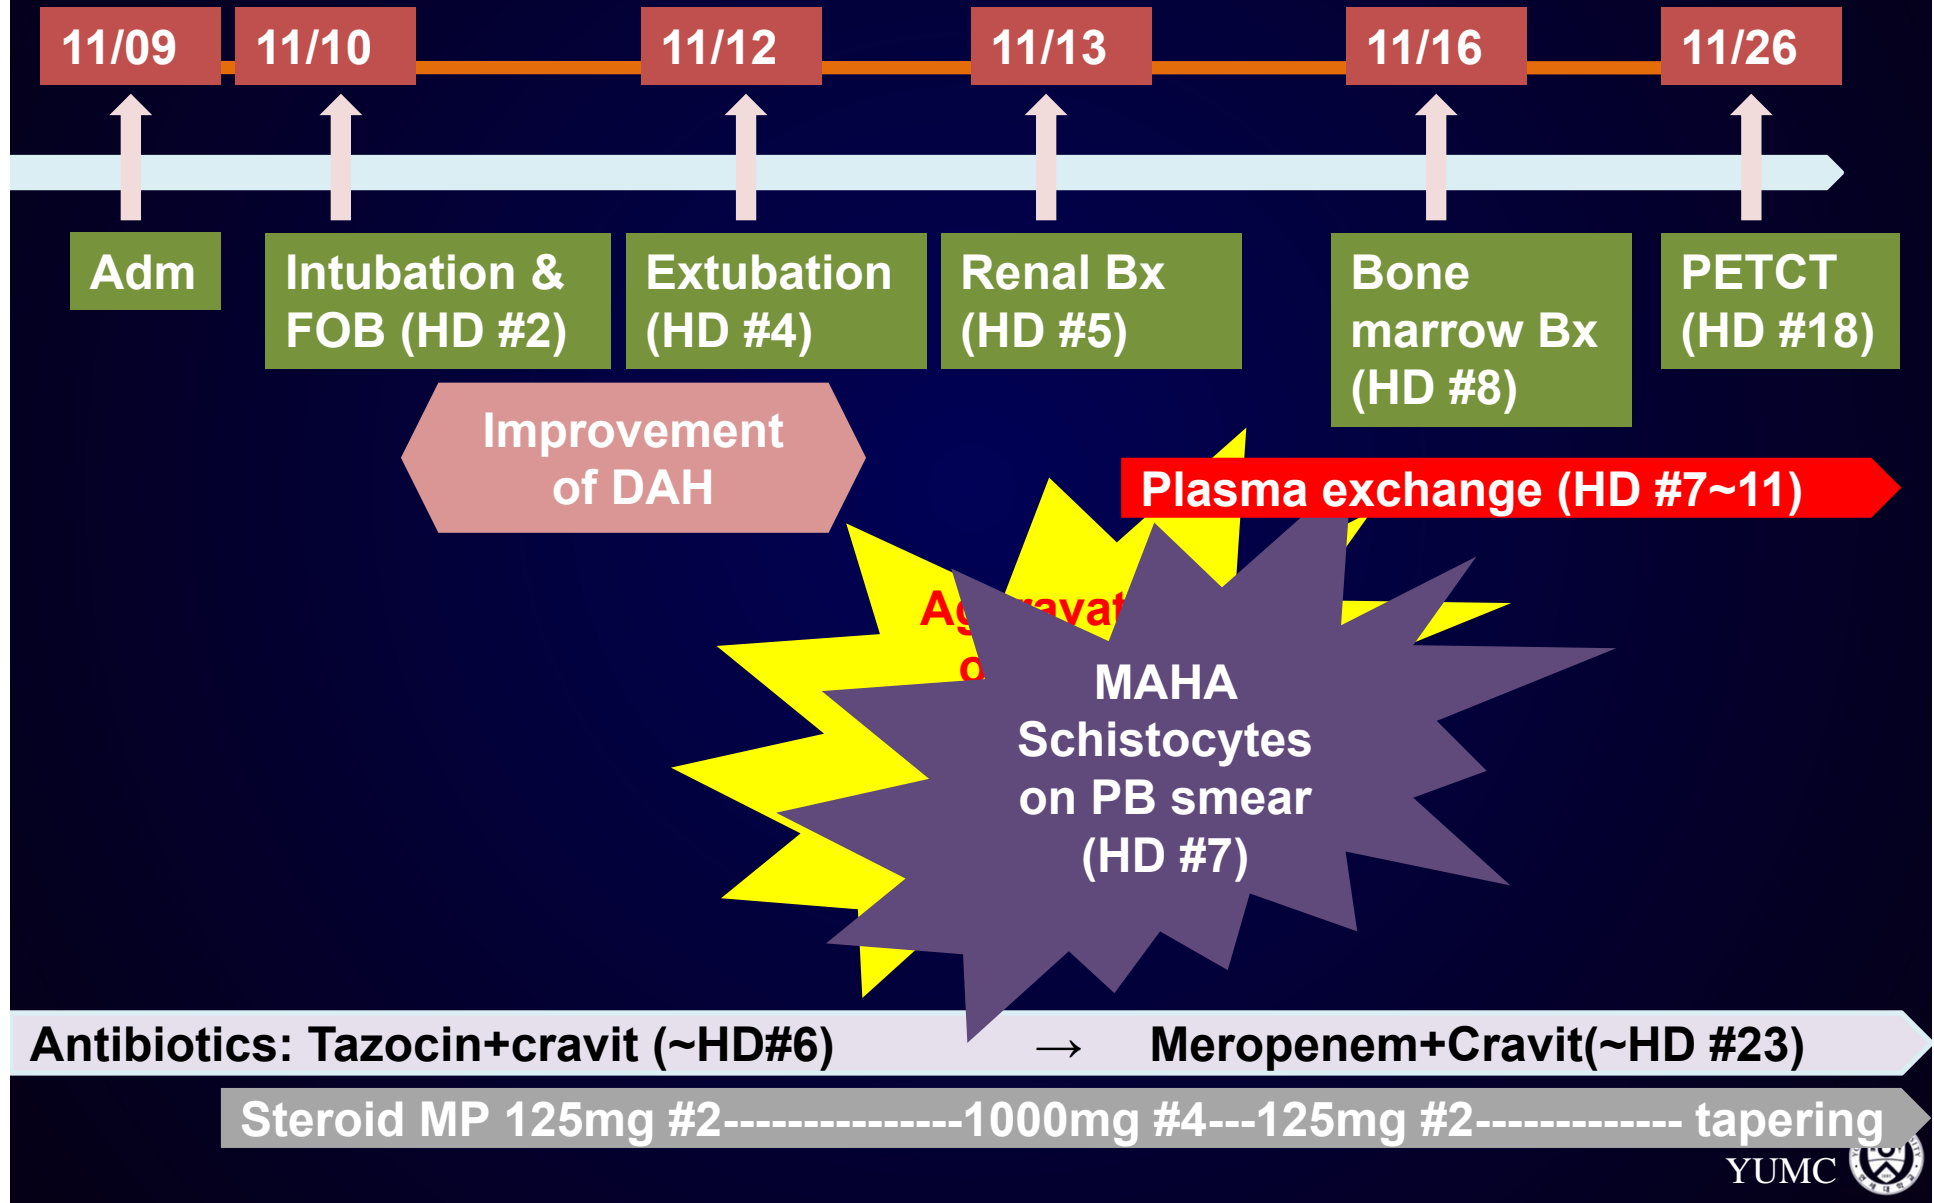 11/09
11/10
11/12
11/13
11/16
11/26
Adm
Intubation &
FOB (HD #2)
Extubation
(HD #4)
Renal Bx
(HD #5)
Bone
marrow Bx
(HD #8)
PETCT
(HD #18)
Improvement
of DAH
Plasma exchange (HD #7~11)
MAHA
Schistocytes
on PB smear
(HD #7)
Antibiotics: Tazocin+cravit (~HD#6) → Meropenem+Cravit(~HD #23)
Steroid MP 125mg #2---------------1000mg #4---125mg #2------------- tapering
YUMC